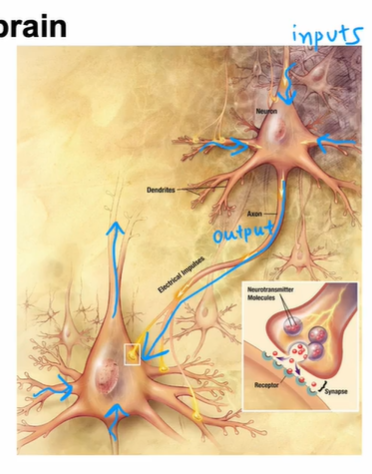 brain
inputs
Neuron
Dendrites
Axon
output
Electrical Impulses
Neurotransmitter
Molecules
Receptor
Synapse